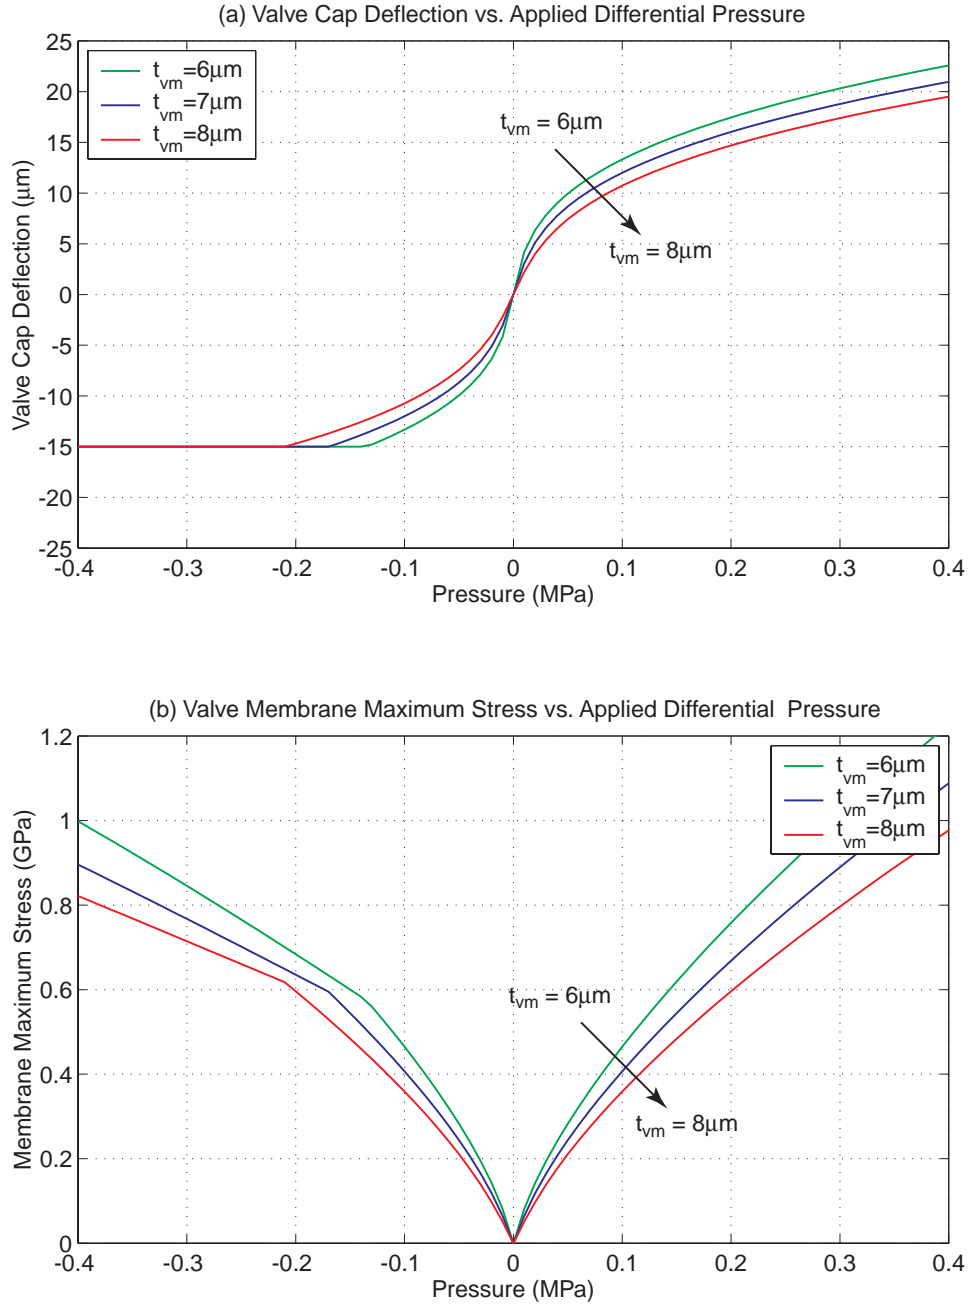 (a) Valve Cap Deflection vs. Applied Differential Pressure
25
20
15
10
5
0
-5
-10
-15
-20
-25
Valve Cap Deflection (μm)
t_vm=6μm
t_vm=7μm
t_vm=8μm
t_vm = 6μm
t_vm = 8μm
-0.4 -0.3 -0.2 -0.1 0 0.1 0.2 0.3 0.4
Pressure (MPa)
(b) Valve Membrane Maximum Stress vs. Applied Differential Pressure
1.2
1
0.8
0.6
0.4
0.2
0
Membrane Maximum Stress (GPa)
t_vm=6μm
t_vm=7μm
t_vm=8μm
t_vm = 6μm
t_vm = 8μm
-0.4 -0.3 -0.2 -0.1 0 0.1 0.2 0.3 0.4
Pressure (MPa)